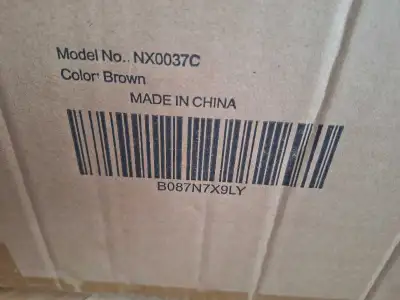 Model No.: NX0037C
Color: Brown
MADE IN CHINA
B087N7X9LY